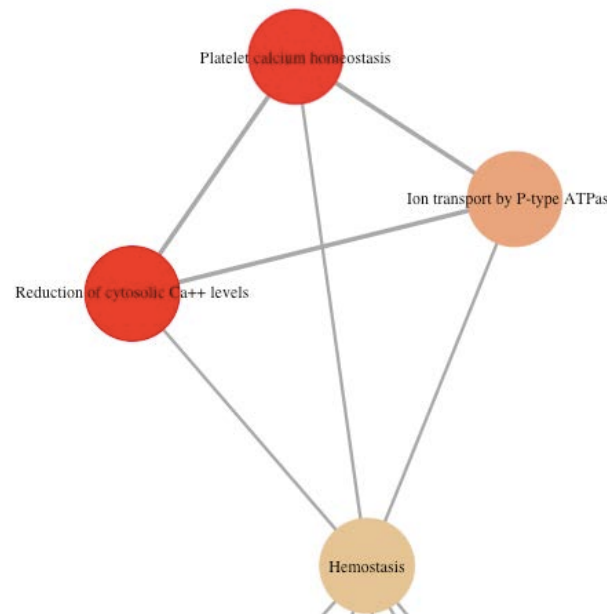 Platelet calcium homeostasis
Ion transport by P-type ATPas
Reduction of cytosolic Ca++ levels
Hemostasis